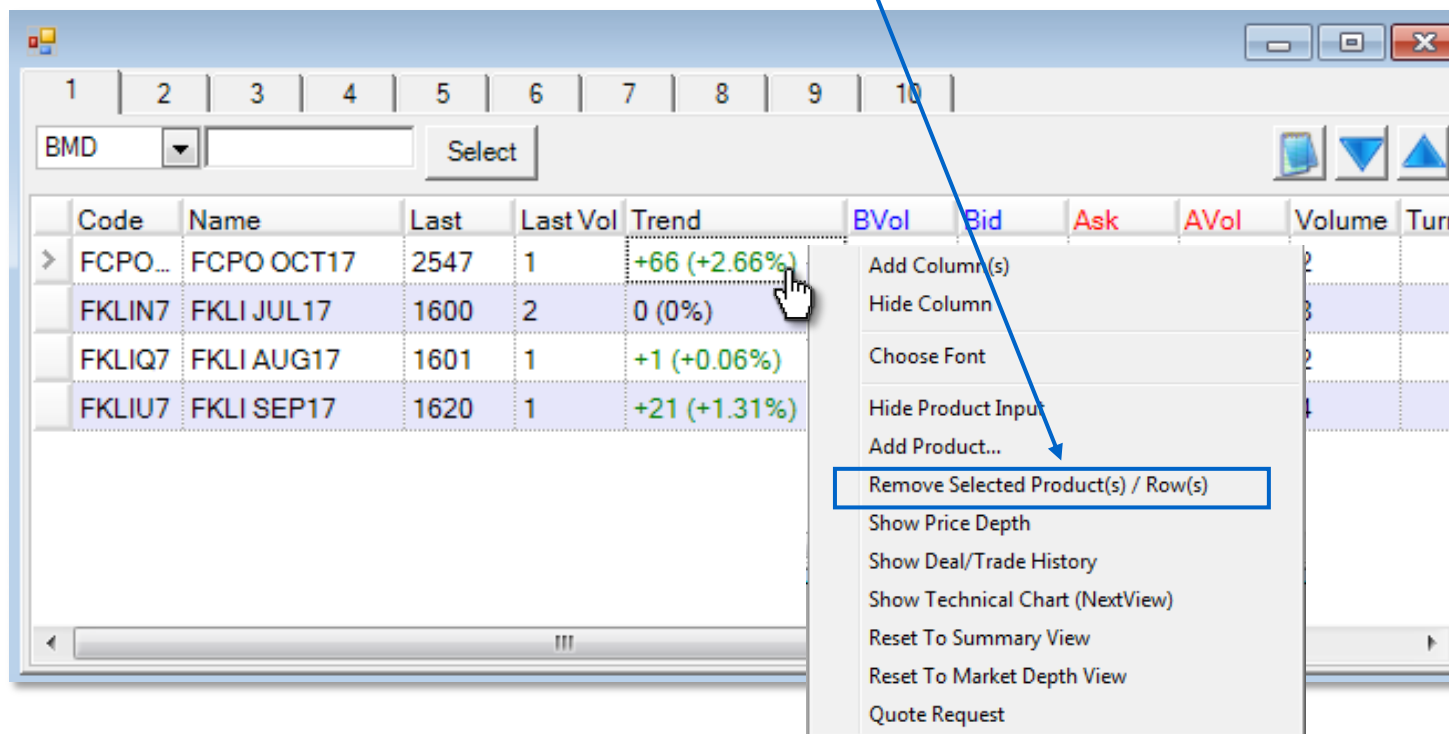 1 2 3 4 5 6 7 8 9 10
BMD Select
Code Name Last Last Vol Trend BVol Bid Ask AVol Volume
FCPO... FCPO OCT17 2547 1 +66 (+2.66%)
FKLIN7 FKLI JUL17 1600 2 0 (0%)
FKLIQ7 FKLI AUG17 1601 1 +1 (+0.06%)
FKLIU7 FKLI SEP17 1620 1 +21 (+1.31%)
Add Column(s)
Hide Column
Choose Font
Hide Product Input
Add Product...
Remove Selected Product(s) / Row(s)
Show Price Depth
Show Deal/Trade History
Show Technical Chart (NextView)
Reset To Summary View
Reset To Market Depth View
Quote Request